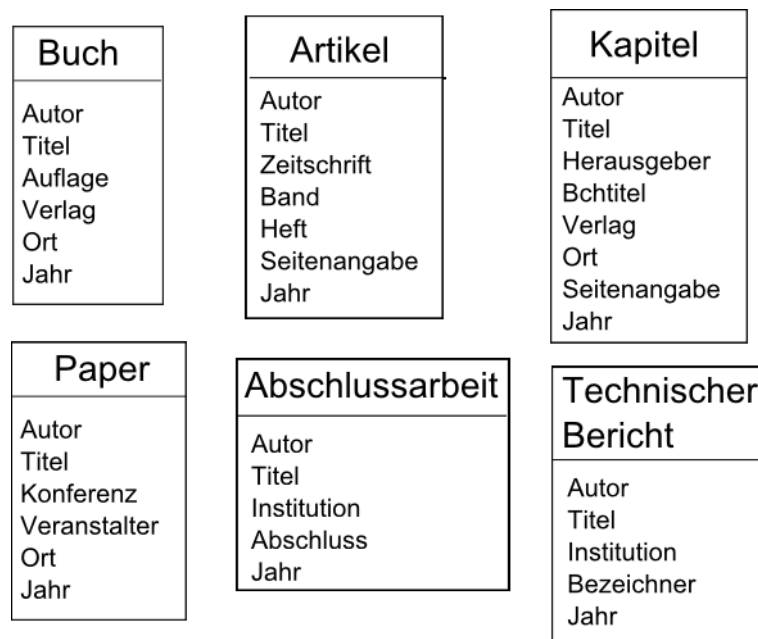 Buch
Autor
Titel
Auflage
Verlag
Ort
Jahr
Artikel
Autor
Titel
Zeitschrift
Band
Heft
Seitenangabe
Jahr
Kapitel
Autor
Titel
Herausgeber
Bchtitel
Verlag
Ort
Seitenangabe
Jahr
Paper
Autor
Titel
Konferenz
Veranstalter
Ort
Jahr
Abschlussarbeit
Autor
Titel
Institution
Abschluss
Jahr
Technischer
Bericht
Autor
Titel
Institution
Bezeichner
Jahr